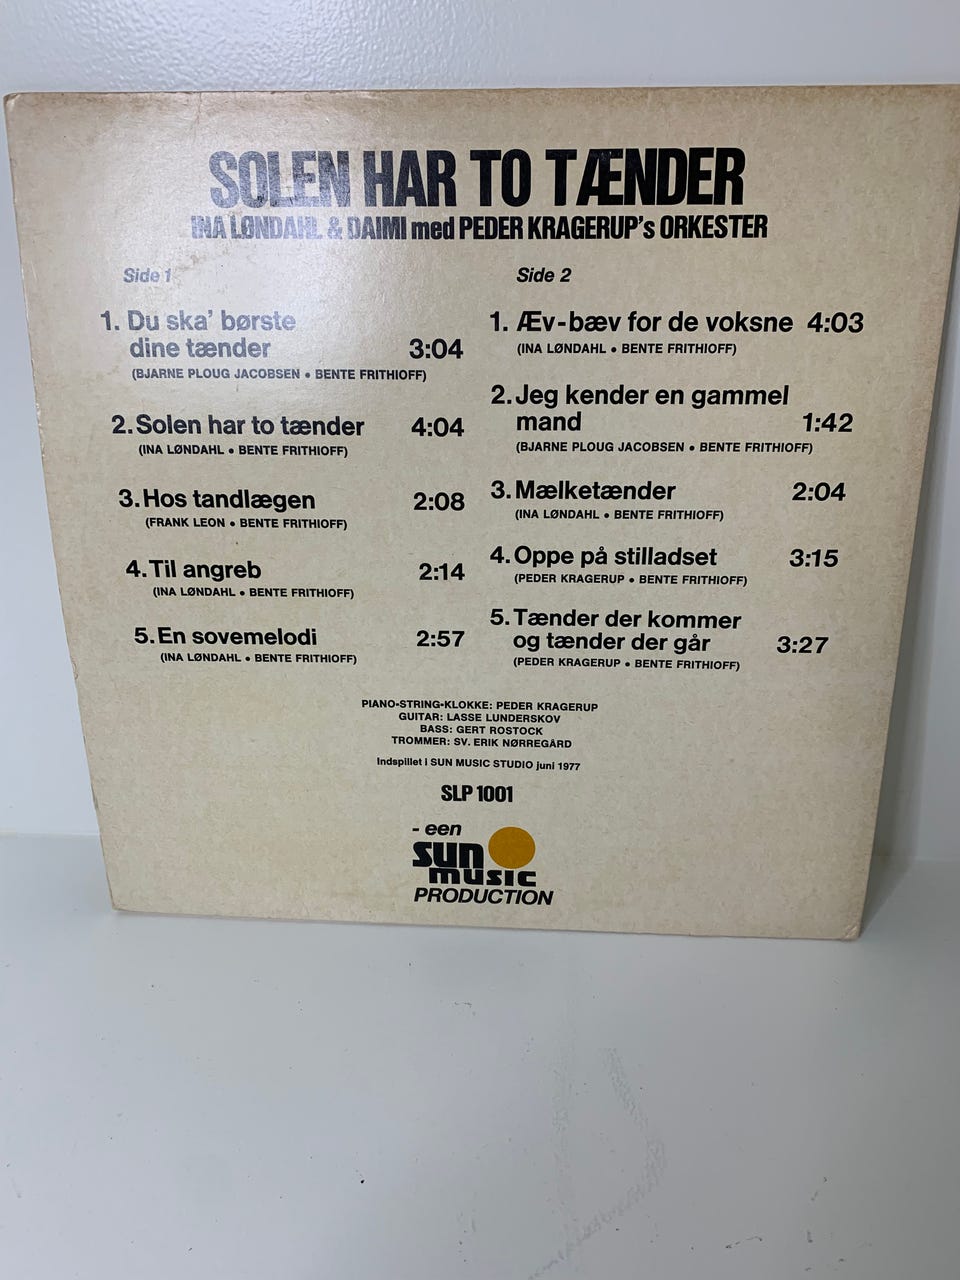 SOLEN HAR TO TÆNDER
INA LØNDAHL & DAIMI med PEDER KRAGERUP's ORKESTER
Side 1
1. Du ska' børste
dine tænder 3:04
(BJARNE PLOUG JACOBSEN • BENTE FRITHIOFF)
2. Solen har to tænder 4:04
(INA LØNDAHL • BENTE FRITHIOFF)
3. Hos tandlægen 2:08
(FRANK LEON • BENTE FRITHIOFF)
4. Til angreb 2:14
(INA LØNDAHL • BENTE FRITHIOFF)
5. En sovemelodi 2:57
(INA LØNDAHL • BENTE FRITHIOFF)
Side 2
1. Æv-bæv for de voksne 4:03
(INA LØNDAHL • BENTE FRITHIOFF)
2. Jeg kender en gammel
mand 1:42
(BJARNE PLOUG JACOBSEN • BENTE FRITHIOFF)
3. Mælketænder 2:04
(INA LØNDAHL • BENTE FRITHIOFF)
4. Oppe på stilladset 3:15
(PEDER KRAGERUP • BENTE FRITHIOFF)
5. Tænder der kommer
og tænder der går 3:27
(PEDER KRAGERUP • BENTE FRITHIOFF)
PIANO-STRING-KLOKKE: PEDER KRAGERUP
GUITAR: LASSE LUNDERSKOV
BASS: GERT ROSTOCK
TROMMER: SV. ERIK NØRREGÅRD
Indspillet i SUN MUSIC STUDIO juni 1977
SLP 1001
- een
sun
music
PRODUCTION